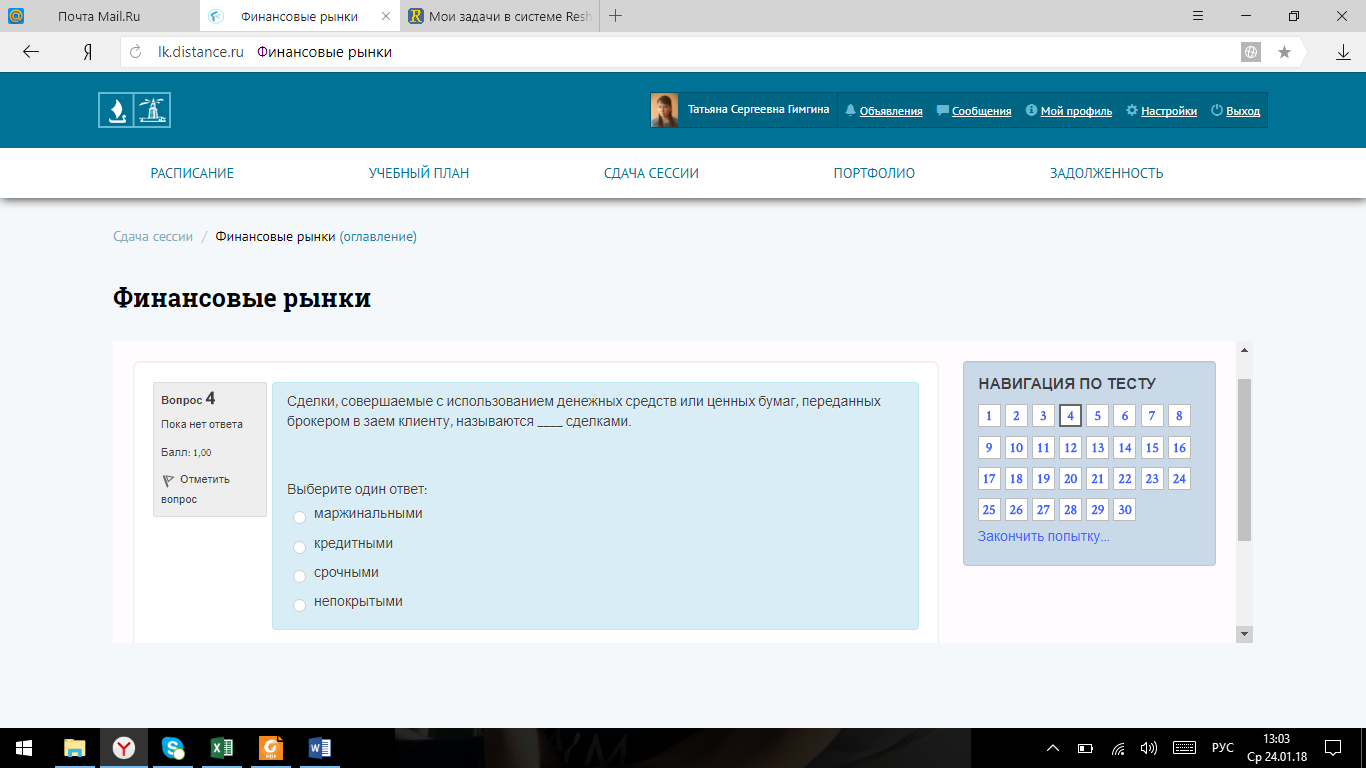 Почта Mail.Ru
Финансовые рынки
Мои задачи в системе Resh
lk.distance.ru Финансовые рынки
Татьяна Сергеевна Гимгина
Объявления
Сообщения
Мой профиль
Настройки
Выход
РАСПИСАНИЕ
УЧЕБНЫЙ ПЛАН
СДАЧА СЕССИИ
ПОРТФОЛИО
ЗАДОЛЖЕННОСТЬ
Сдача сессии / Финансовые рынки (оглавление)
Финансовые рынки
Вопрос 4
Пока нет ответа
Балл: 1,00
Отметить
вопрос
Сделки, совершаемые с использованием денежных средств или ценных бумаг, переданных
брокером в заем клиенту, называются ____ сделками.
Выберите один ответ:
маржинальными
кредитными
срочными
непокрытыми
НАВИГАЦИЯ ПО ТЕСТУ
1 2 3 4 5 6 7 8
9 10 11 12 13 14 15 16
17 18 19 20 21 22 23 24
25 26 27 28 29 30
Закончить попытку...
РУС
13:03
Ср 24.01.18